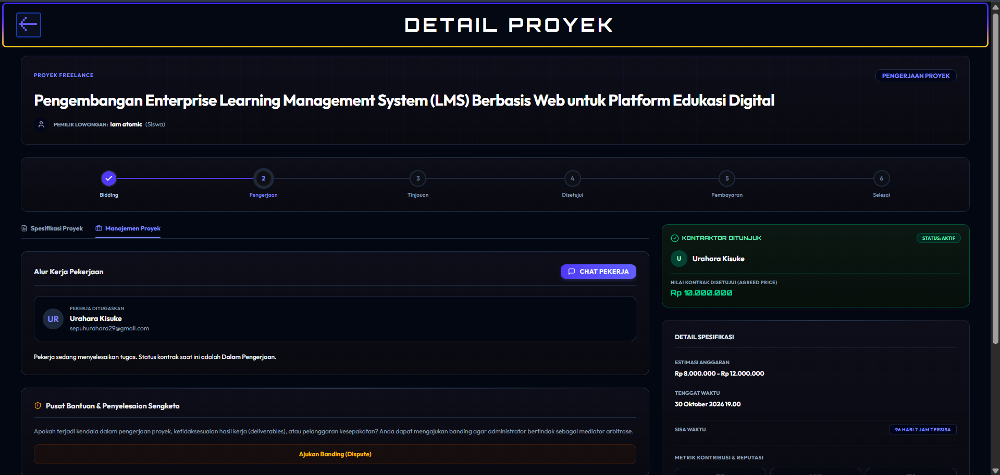 DETAIL PROYEK
PROYEK FREELANCE
PENGERJAAN PROYEK
Pengembangan Enterprise Learning Management System (LMS) Berbasis Web untuk Platform Edukasi Digital
PEMILIK LOWONGAN: Iam atomic (Siswa)
2
3
4
5
6
Bidding
Pengerjaan
Tinjauan
Disetujui
Pembayaran
Selesai
Spesifikasi Proyek
Manajemen Proyek
Alur Kerja Pekerjaan
CHAT PEKERJA
UR
PEKERJA DITUGASKAN
Urahara Kisuke
sepuhurahara29@gmail.com
Pekerja sedang menyelesaikan tugas. Status kontrak saat ini adalah Dalam Pengerjaan.
Pusat Bantuan & Penyelesaian Sengketa
Apakah terjadi kendala dalam pengerjaan proyek, ketidaksesuaian hasil kerja (deliverables), atau pelanggaran kesepakatan? Anda dapat mengajukan banding agar administrator bertindak sebagai mediator arbitrase.
Ajukan Banding (Dispute)
KONTRAKTOR DITUNJUK
STATUS: AKTIF
U
Urahara Kisuke
NILAI KONTRAK DISETUJUI (AGREED PRICE)
Rp 10.000.000
DETAIL SPESIFIKASI
ESTIMASI ANGGARAN
Rp 8.000.000 - Rp 12.000.000
TENGGAT WAKTU
30 Oktober 2026 19.00
SISA WAKTU
96 HARI 7 JAM TERSISA
METRIK KONTRIBUSI & REPUTASI